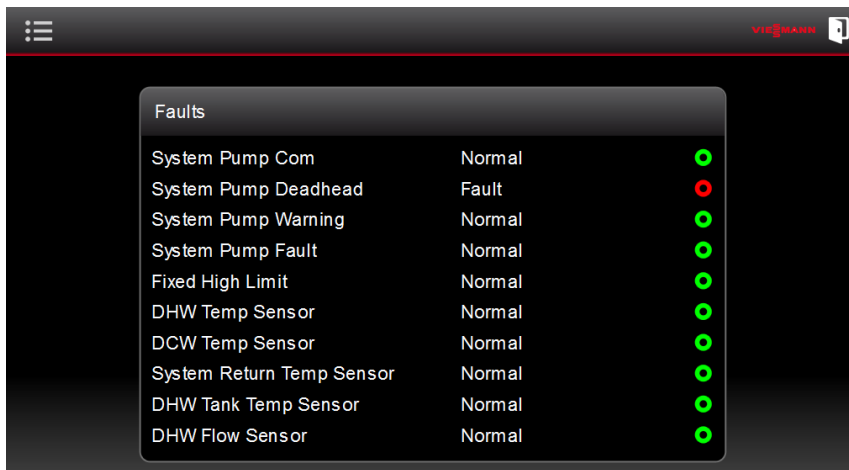 VIESMANN
Faults
System Pump Com Normal
System Pump Deadhead Fault
System Pump Warning Normal
System Pump Fault Normal
Fixed High Limit Normal
DHW Temp Sensor Normal
DCW Temp Sensor Normal
System Return Temp Sensor Normal
DHW Tank Temp Sensor Normal
DHW Flow Sensor Normal